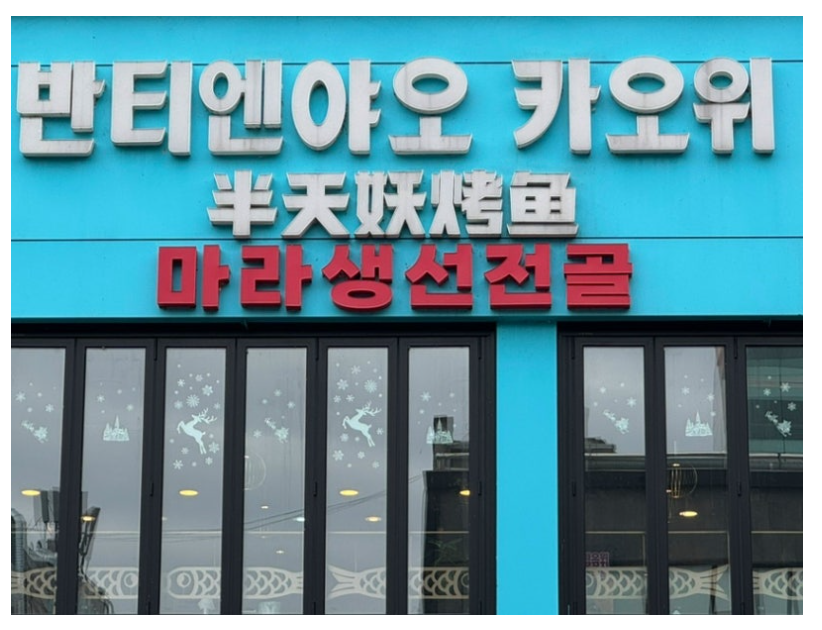 반티엔야오 카오위
半天妖烤鱼
마라생선전골